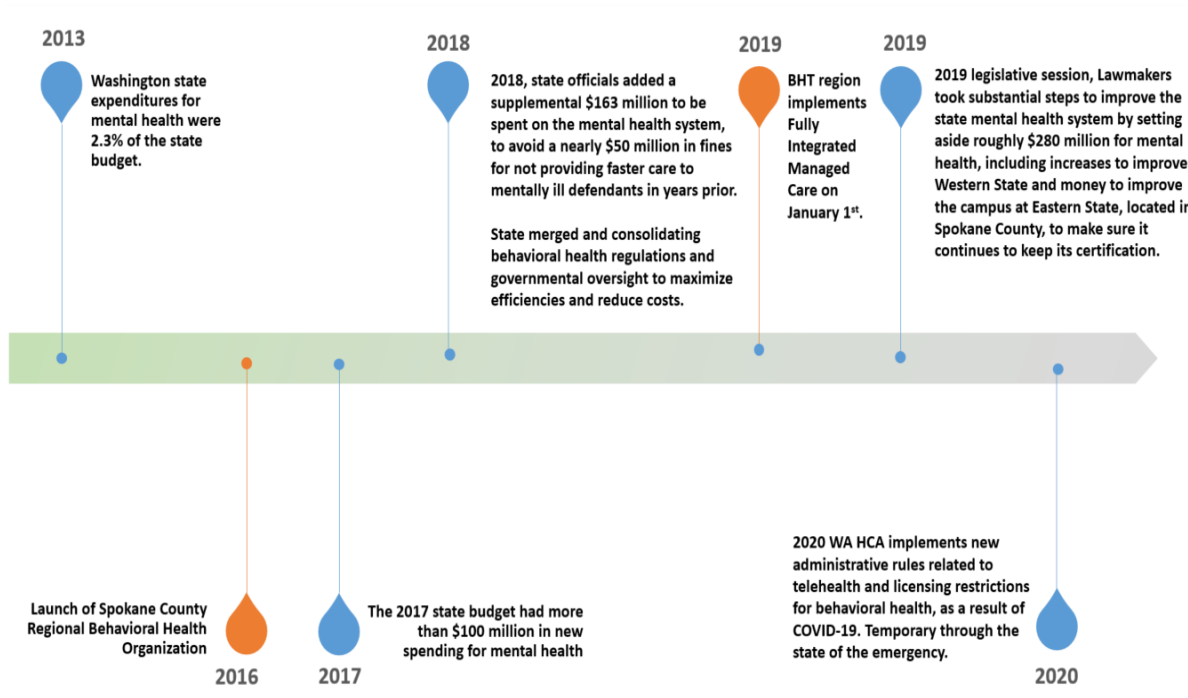 2013
Washington state
expenditures for
mental health were
2.3% of the state
budget.
2018
2018, state officials added a
supplemental $163 million to be
spent on the mental health system,
to avoid a nearly $50 million in fines
for not providing faster care to
mentally ill defendants in years prior.
State merged and consolidating
behavioral health regulations and
governmental oversight to maximize
efficiencies and reduce costs.
2019
BHT region
implements
Fully
Integrated
Managed
Care on
January 1st.
2019
2019 legislative session, Lawmakers
took substantial steps to improve the
state mental health system by setting
aside roughly $280 million for mental
health, including increases to improve
Western State and money to improve
the campus at Eastern State, located in
Spokane County, to make sure it
continues to keep its certification.
Launch of Spokane County
Regional Behavioral Health
Organization
2016
The 2017 state budget had more
than $100 million in new
spending for mental health
2017
2020 WA HCA implements new
administrative rules related to
telehealth and licensing restrictions
for behavioral health, as a result of
COVID-19. Temporary through the
state of the emergency.
2020